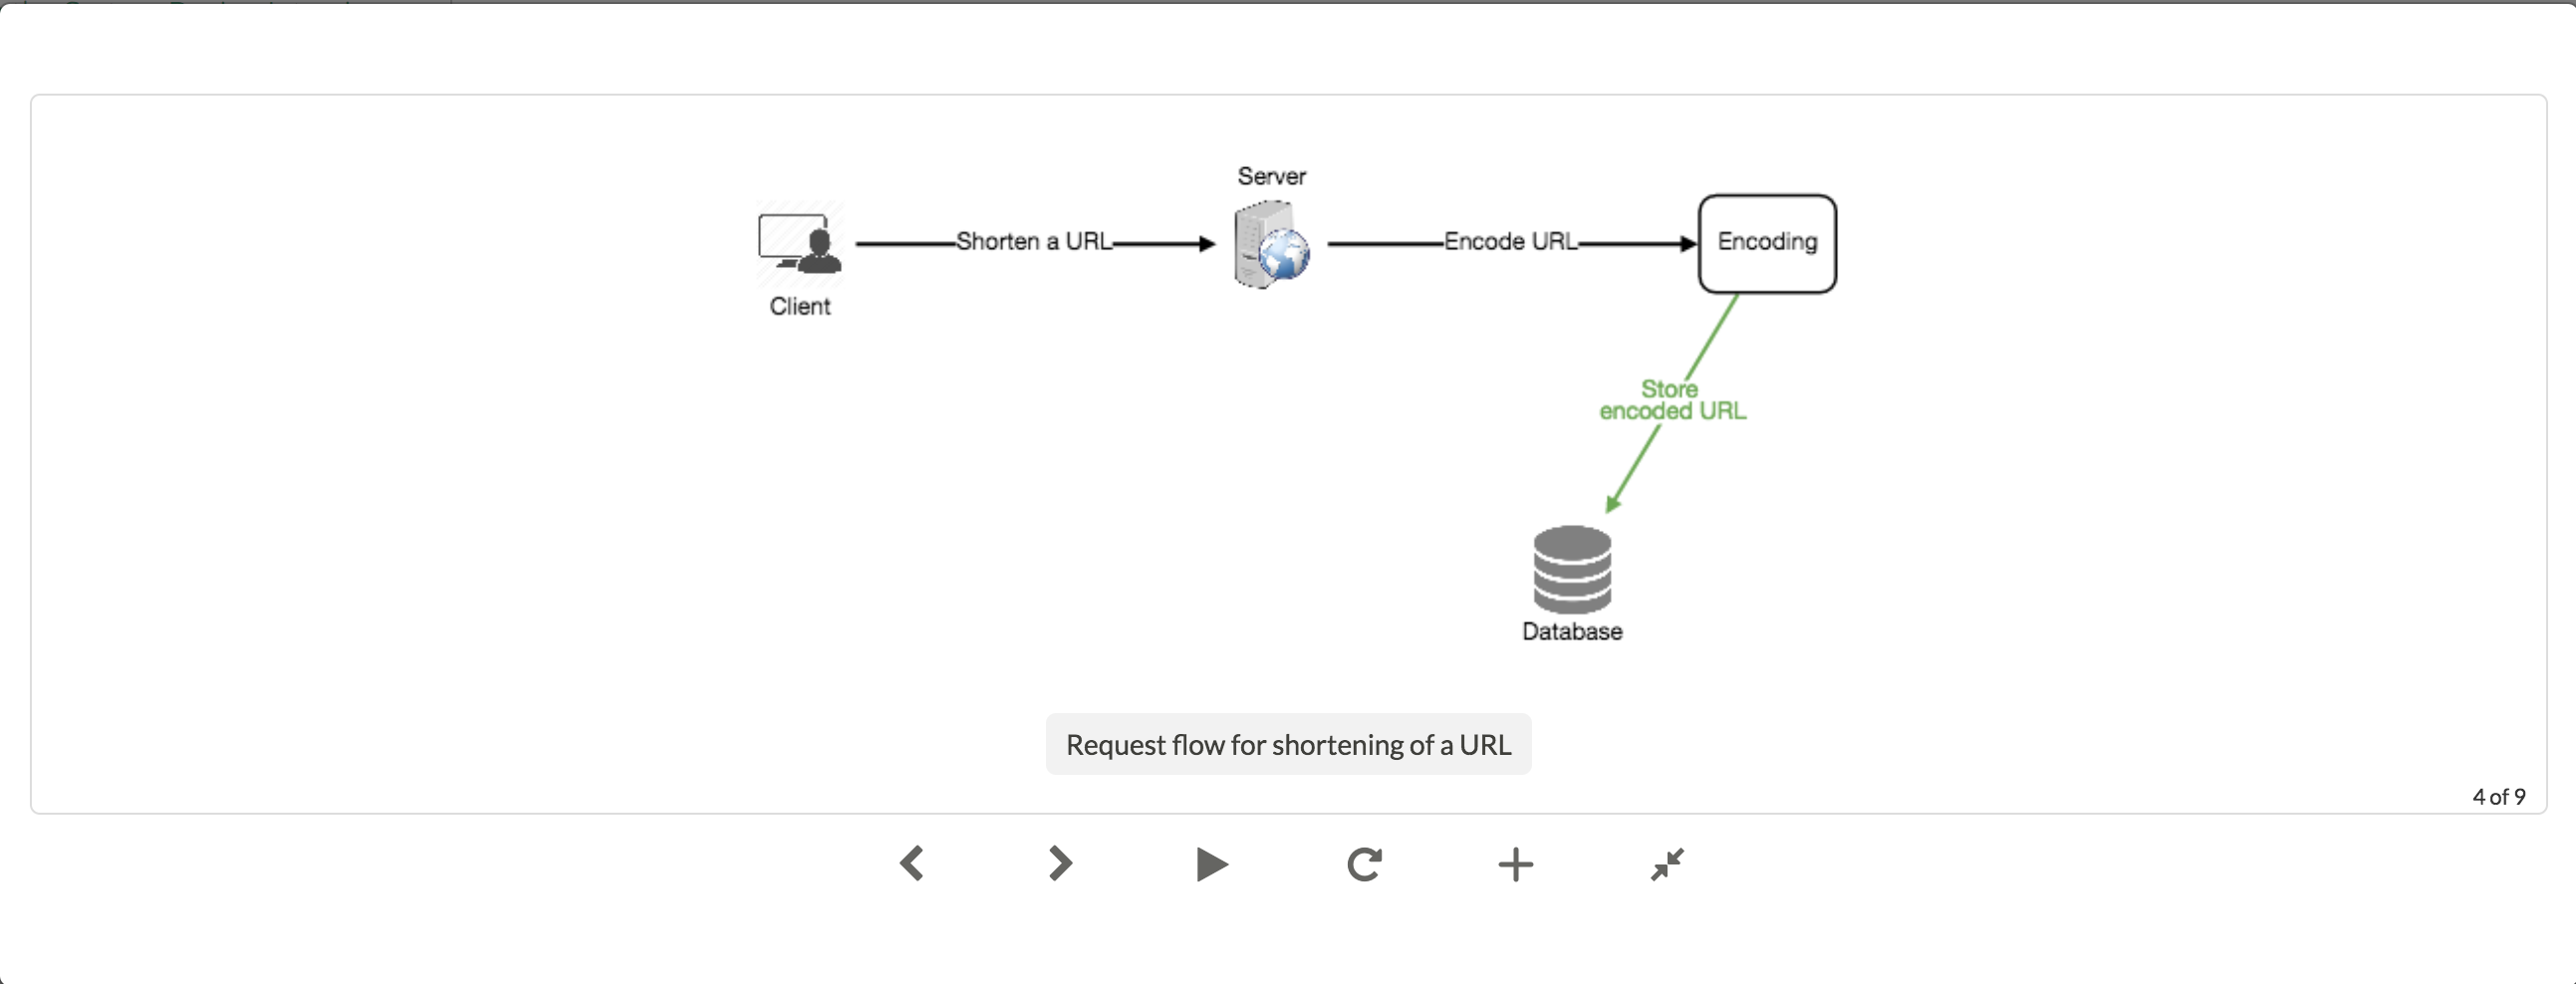 Server
Shorten a URL
Encode URL
Encoding
Client
Store
encoded URL
Database
Request flow for shortening of a URL
4 of 9